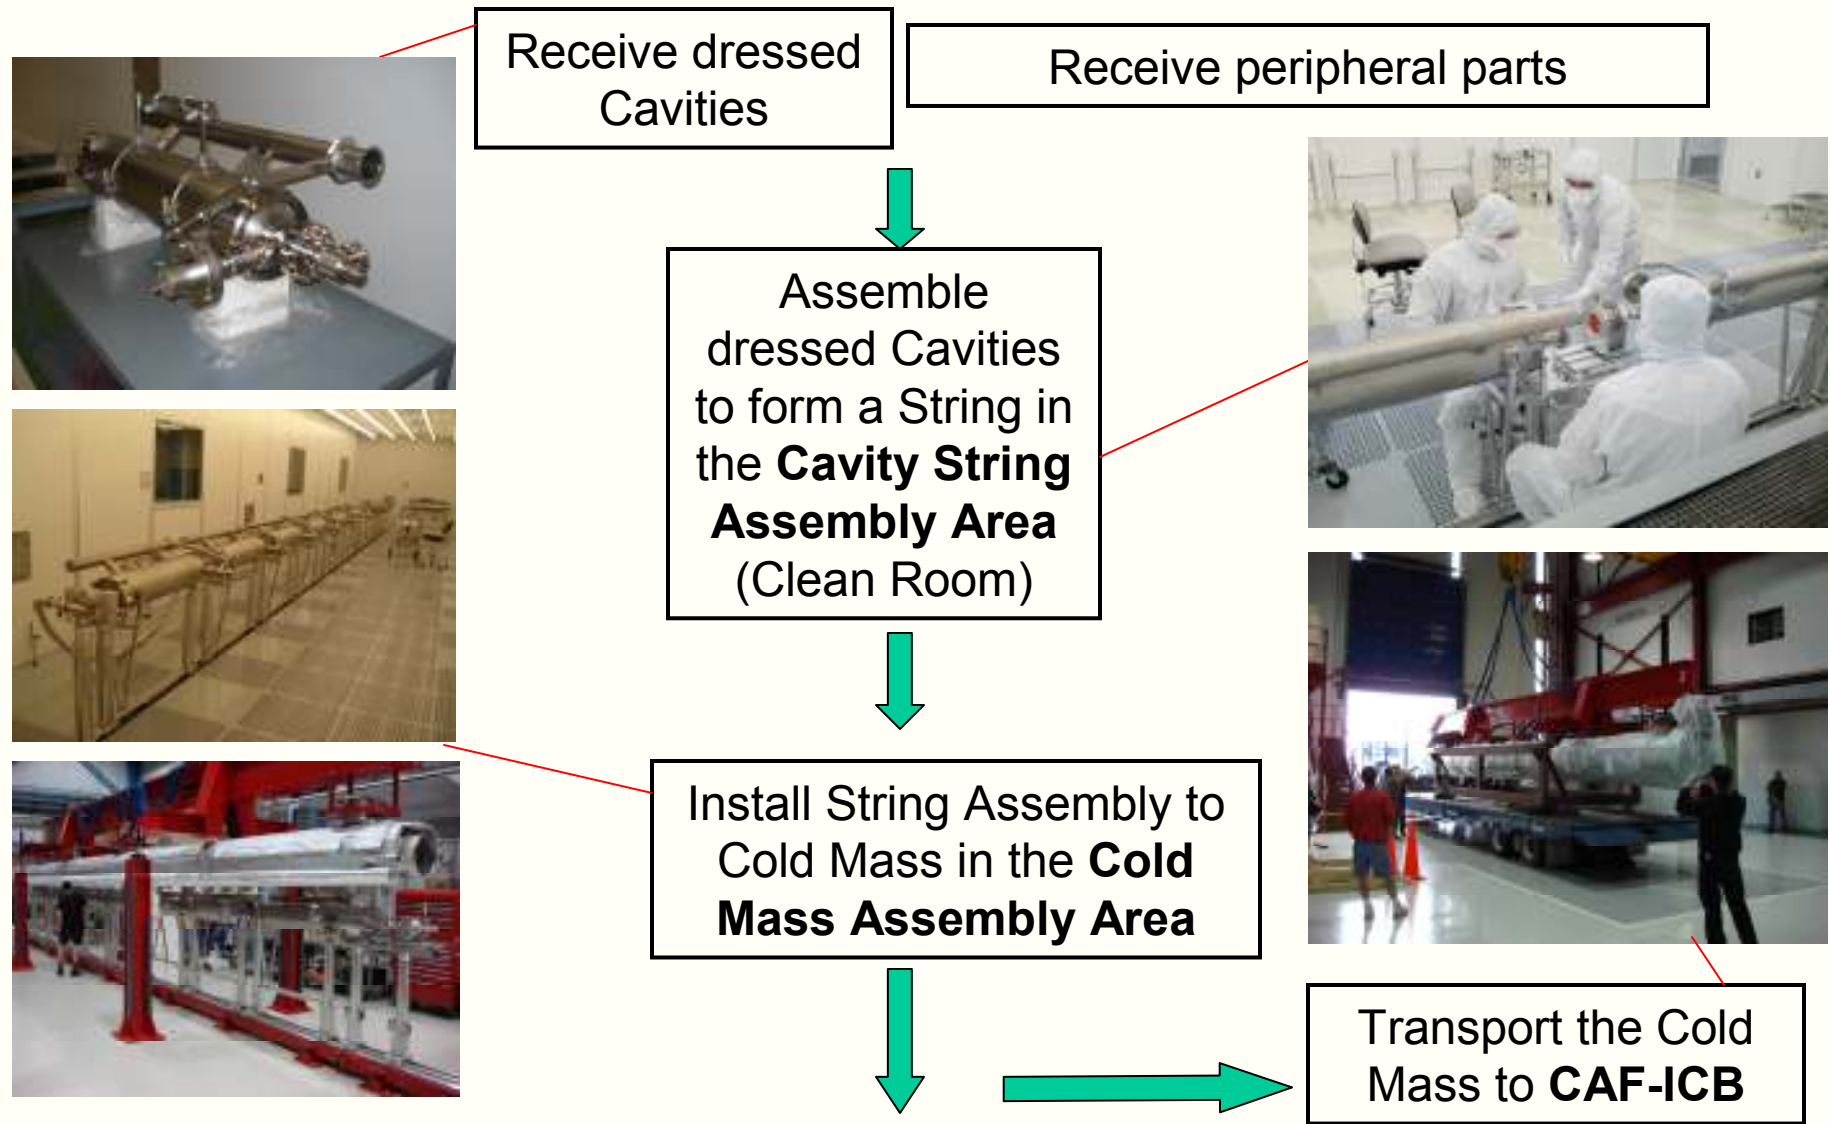 Receive dressed
Cavities
Receive peripheral parts
Assemble
dressed Cavities
to form a String in
the Cavity String
Assembly Area
(Clean Room)
Install String Assembly to
Cold Mass in the Cold
Mass Assembly Area
Transport the Cold
Mass to CAF-ICB